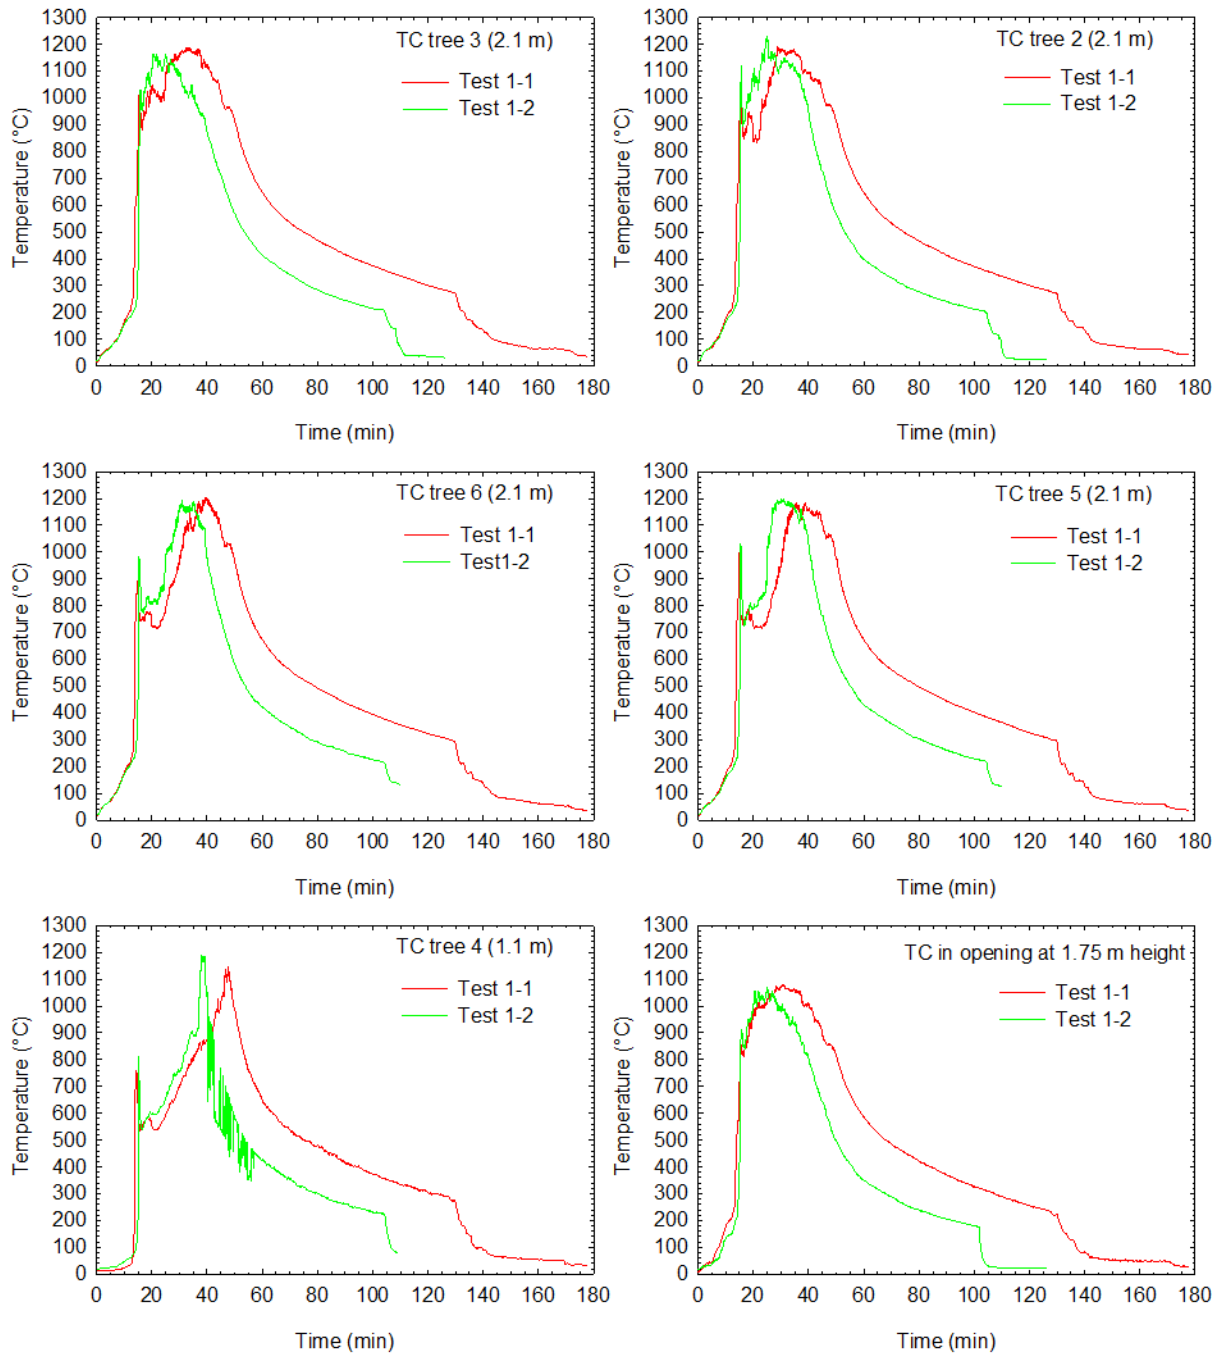 TC tree 3 (2.1 m)
Test 1-1
Test 1-2
Temperature (°C)
1300
1200
1100
1000
900
800
700
600
500
400
300
200
100
0
0 20 40 60 80 100 120 140 160 180
Time (min)
TC tree 2 (2.1 m)
Test 1-1
Test 1-2
Temperature (°C)
1300
1200
1100
1000
900
800
700
600
500
400
300
200
100
0
0 20 40 60 80 100 120 140 160 180
Time (min)
TC tree 6 (2.1 m)
Test 1-1
Test1-2
Temperature (°C)
1300
1200
1100
1000
900
800
700
600
500
400
300
200
100
0
0 20 40 60 80 100 120 140 160 180
Time (min)
TC tree 5 (2.1 m)
Test 1-1
Test 1-2
Temperature (°C)
1300
1200
1100
1000
900
800
700
600
500
400
300
200
100
0
0 20 40 60 80 100 120 140 160 180
Time (min)
TC tree 4 (1.1 m)
Test 1-1
Test 1-2
Temperature (°C)
1300
1200
1100
1000
900
800
700
600
500
400
300
200
100
0
0 20 40 60 80 100 120 140 160 180
Time (min)
TC in opening at 1.75 m height
Test 1-1
Test 1-2
Temperature (°C)
1300
1200
1100
1000
900
800
700
600
500
400
300
200
100
0
0 20 40 60 80 100 120 140 160 180
Time (min)